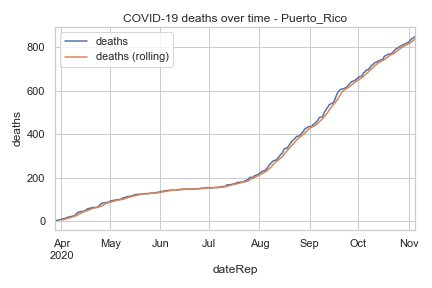 COVID-19 deaths over time - Puerto_Rico
deaths
deaths (rolling)
800
600
400
200
0
deaths
Apr May Jun Jul Aug Sep Oct Nov
2020
dateRep